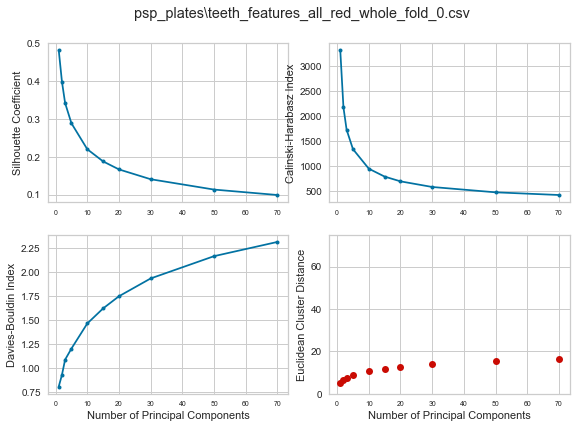 psp_plates\teeth_features_all_red_whole_fold_0.csv
Silhouette Coefficient
0.5
0.4
0.3
0.2
0.1
0 10 20 30 40 50 60 70
Calinski-Harabasz Index
3000
2500
2000
1500
1000
500
0 10 20 30 40 50 60 70
Davies-Bouldin Index
2.25
2.00
1.75
1.50
1.25
1.00
0.75
0 10 20 30 40 50 60 70
Number of Principal Components
Euclidean Cluster Distance
60
40
20
0
0 10 20 30 40 50 60 70
Number of Principal Components